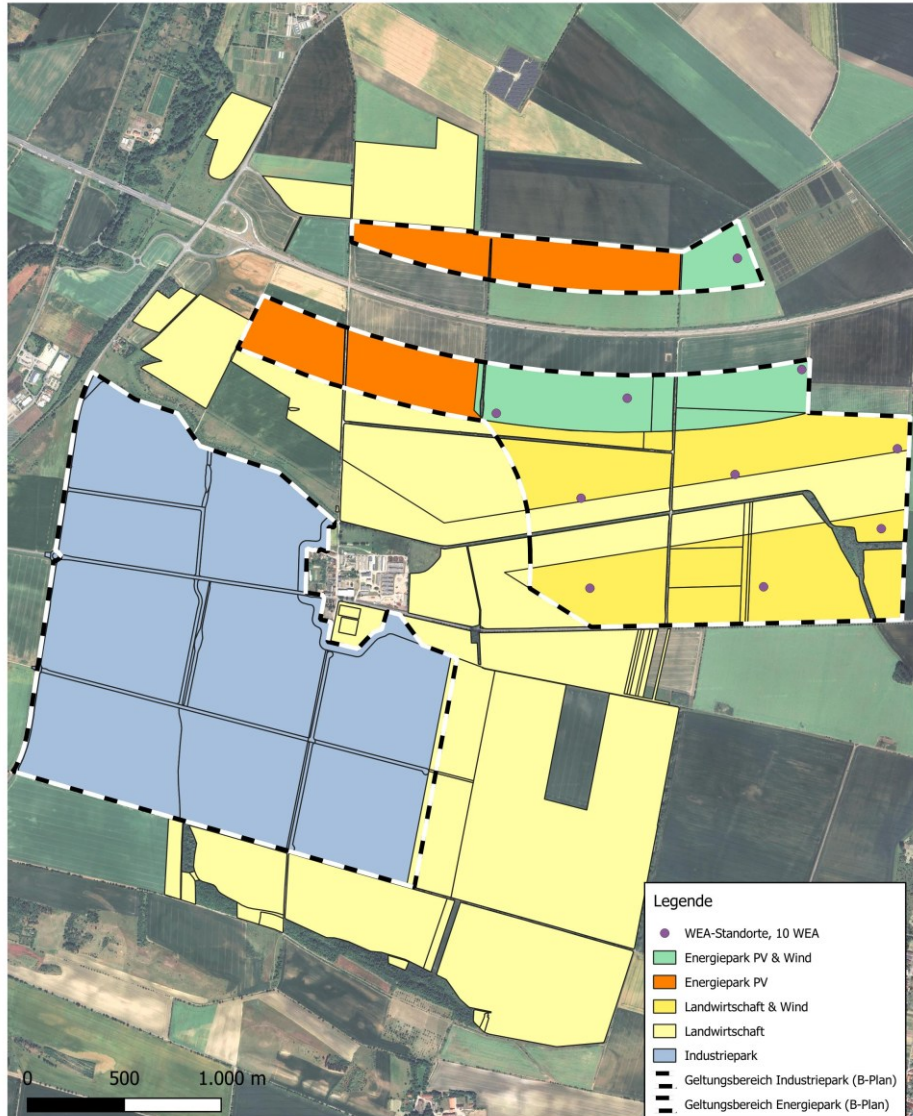 Legende
WEA-Standorte, 10 WEA
Energiepark PV & Wind
Energiepark PV
Landwirtschaft & Wind
Landwirtschaft
Industriepark
Geltungsbereich Industriepark (B-Plan)
Geltungsbereich Energiepark (B-Plan)
0 500 1.000 m